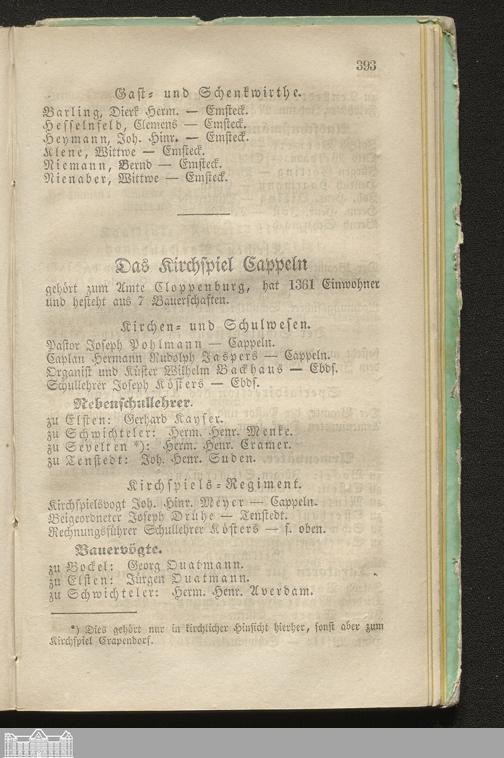 393
Gast- und Schenkwirthe.
Barling, Dierk Herm. — Emsteck.
Hesselnfeld, Clemens — Emsteck.
Heymann, Joh. Hinr. — Emsteck.
Klene, Wittwe — Emsteck.
Niemann, Bernd — Emsteck.
Nienaber, Wittwe — Emsteck.
Das Kirchspiel Cappeln
gehört zum Amte Cloppenburg, hat 1361 Einwohner
und besteht aus 7 Bauerschaften.
Kirchen- und Schulwesen.
Pastor Joseph Pohlmann — Cappeln.
Caplan Hermann Rudolph Jaspers — Cappeln.
Organist und Küster Wilhelm Backhaus — Ebds.
Schullehrer Joseph Kösters — Ebds.
Nebenschullehrer.
zu Elsten: Gerhard Kayser.
zu Schwichteler: Herm. Henr. Menke.
zu Sevelten *): Herm. Henr. Cramer.
zu Tenstedt: Joh. Henr. Suden.
Kirchspiels-Regiment.
Kirchspielsvogt Joh. Hinr. Meyer — Cappeln.
Beigeordneter Joseph Drühe — Tenstedt.
Rechnungsführer Schullehrer Kösters — s. oben.
Bauervögte.
zu Bockel: Georg Quatmann.
zu Elsten: Jürgen Quatmann.
zu Schwichteler: Herm. Henr. Averdam.
*) Dies gehört nur in kirchlicher Hinsicht hierher, sonst aber zum
Kirchspiel Crapendorf.